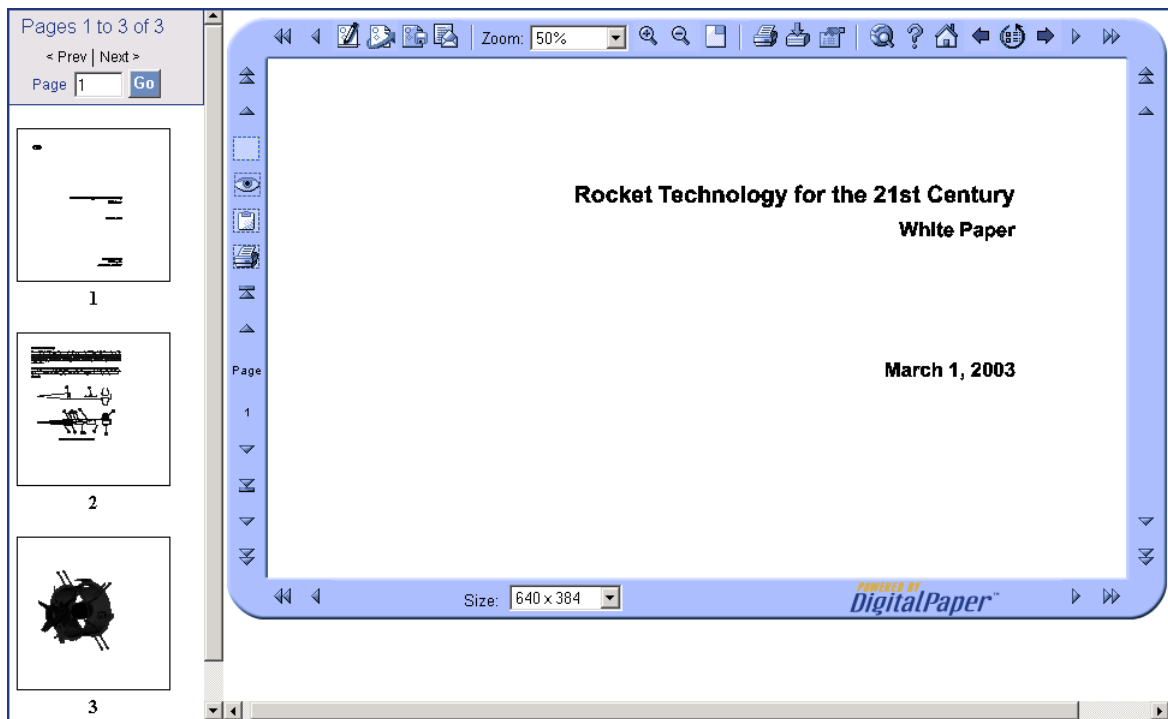 Pages 1 to 3 of 3
< Prev | Next >
Page 1 Go
1
2
3
Zoom: 50%
Page
1
Rocket Technology for the 21st Century
White Paper
March 1, 2003
Size: 640 x 384
POWERED BY
DigitalPaper™